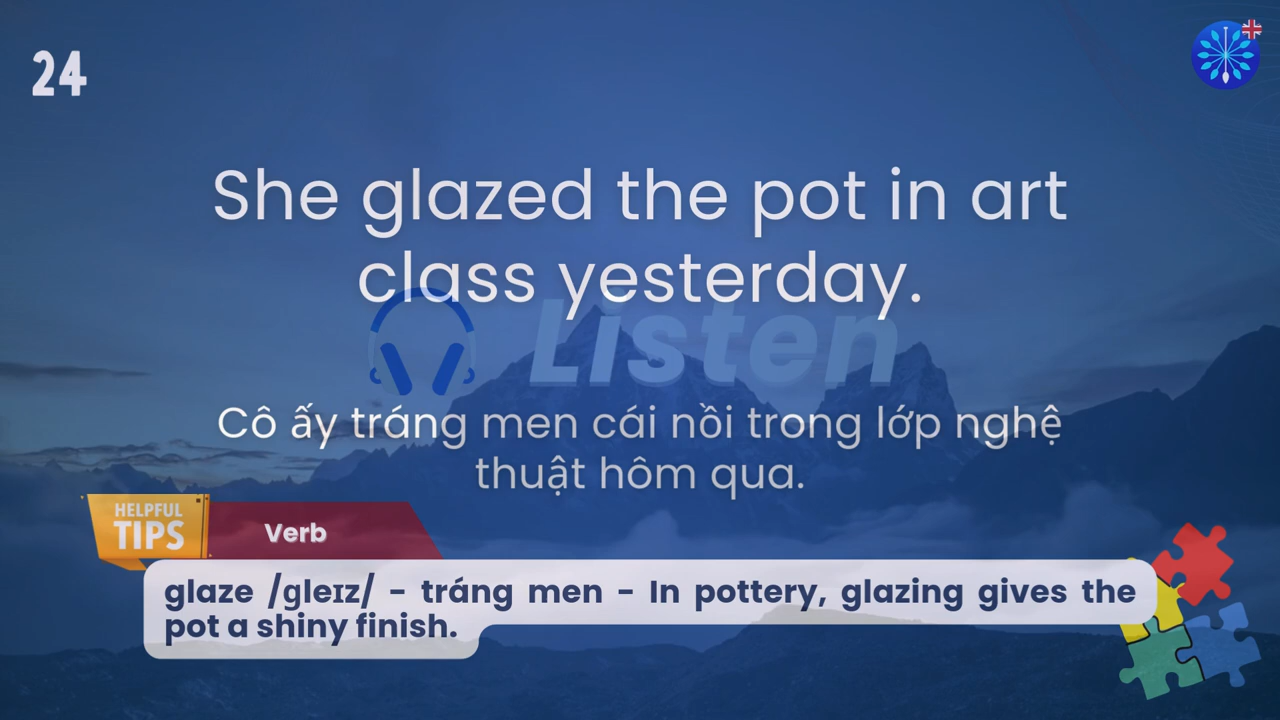 24
She glazed the pot in art
class yesterday.
Listen
Cô ấy tráng men cái nồi trong lớp nghệ
thuật hôm qua.
HELPFUL
TIPS
Verb
glaze /ɡleɪz/ - tráng men - In pottery, glazing gives the
pot a shiny finish.